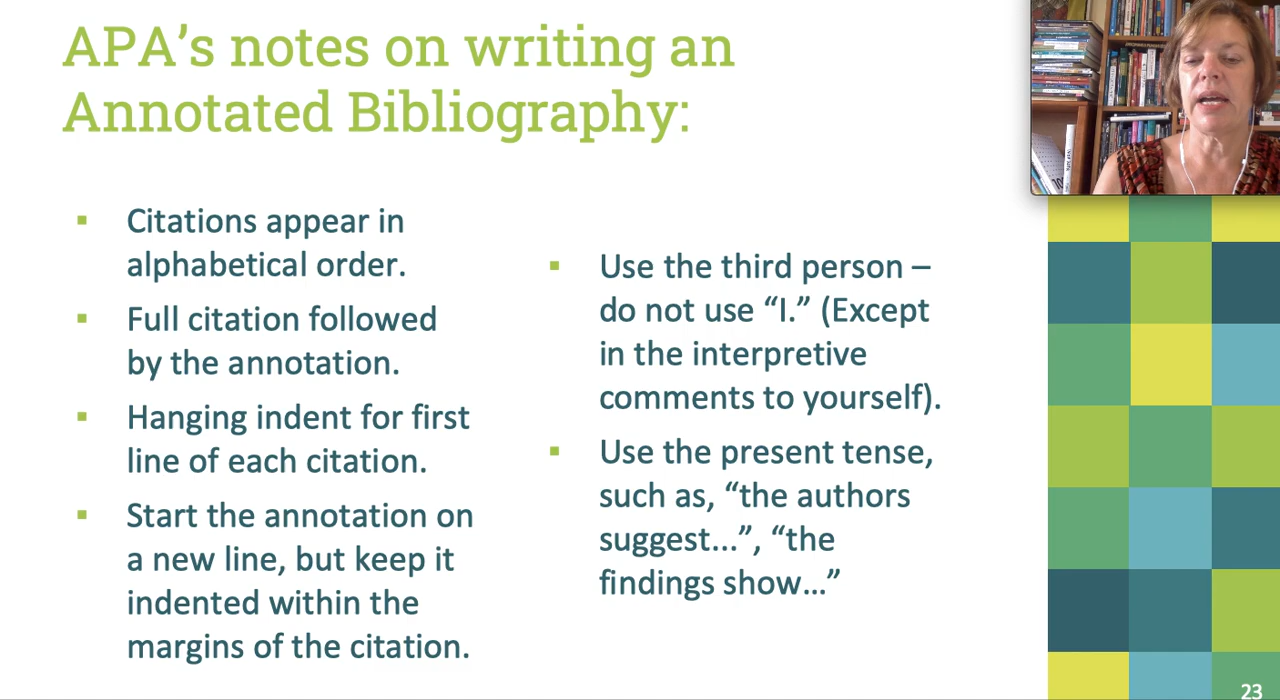 APA’s notes on writing an
Annotated Bibliography:
▪ Citations appear in
alphabetical order.
▪ Full citation followed
by the annotation.
▪ Hanging indent for first
line of each citation.
▪ Start the annotation on
a new line, but keep it
indented within the
margins of the citation.
▪ Use the third person –
do not use “I.” (Except
in the interpretive
comments to yourself).
▪ Use the present tense,
such as, “the authors
suggest...”, “the
findings show...”
23